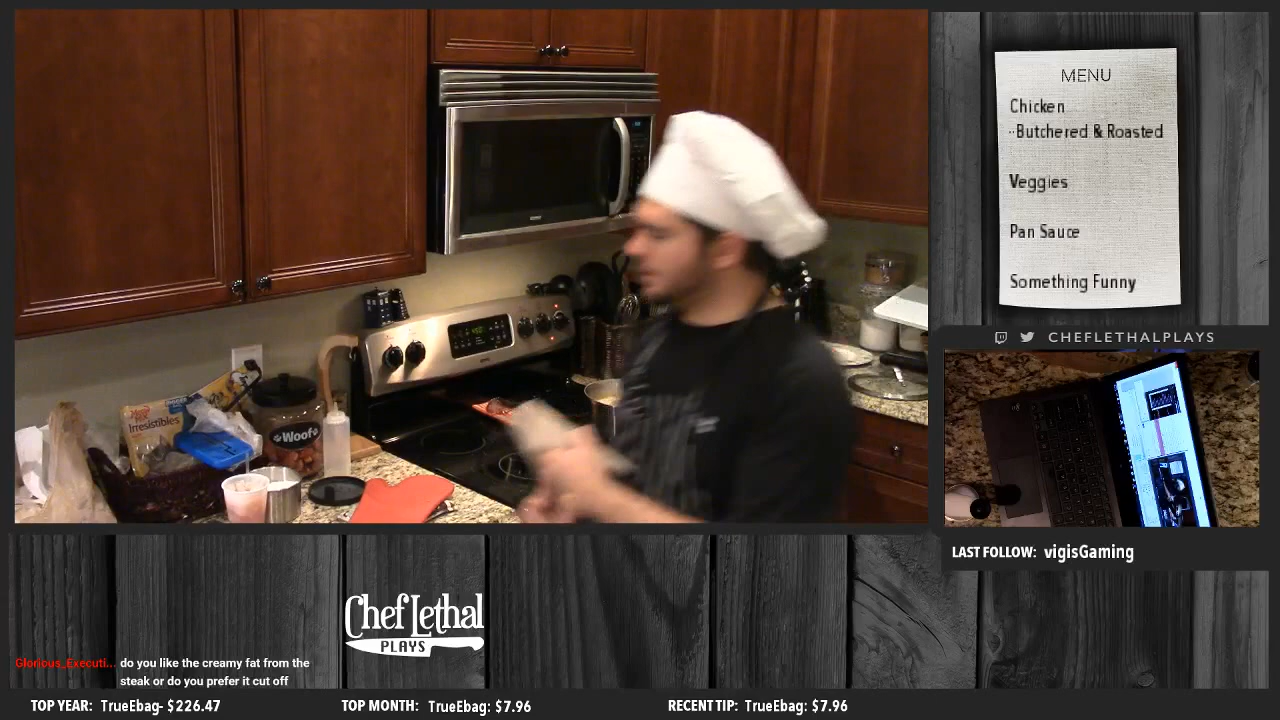 MENU
Chicken
--Butchered & Roasted
Veggies
Pan Sauce
Something Funny
CHEFLETHALPLAYS
Irresistibles
Woof
LAST FOLLOW: vigisGaming
Chef Lethal
PLAYS
Glorious_Executi... do you like the creamy fat from the
steak or do you prefer it cut off
TOP YEAR: TrueEbag- $226.47
TOP MONTH: TrueEbag: $7.96
RECENT TIP: TrueEbag: $7.96